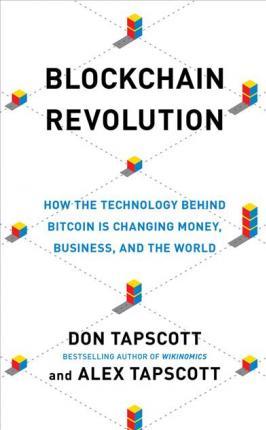 BLOCKCHAIN
REVOLUTION
HOW THE TECHNOLOGY BEHIND
BITCOIN IS CHANGING MONEY,
BUSINESS, AND THE WORLD
DON TAPSCOTT
BESTSELLING AUTHOR OF WIKINOMICS
and ALEX TAPSCOTT